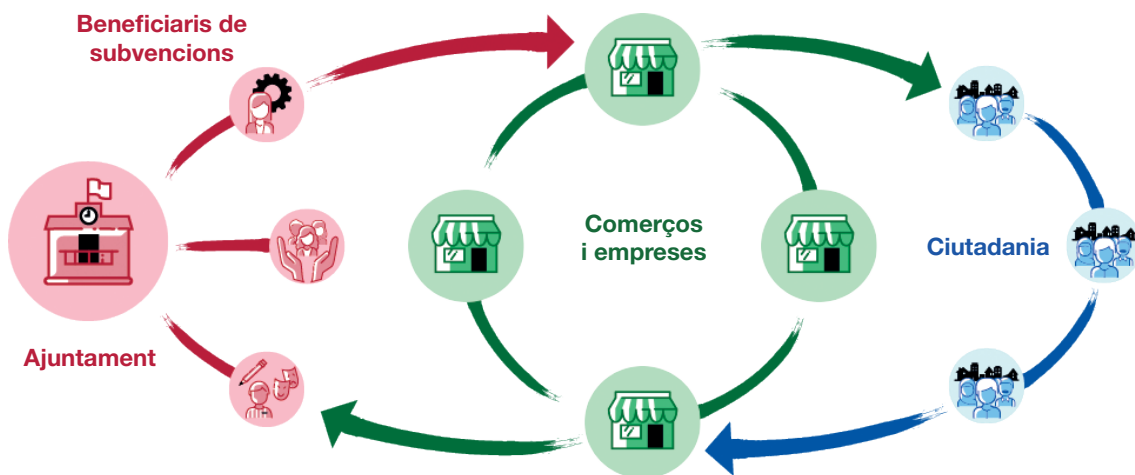 Beneficiaris de
subvencions
Comerços
i empreses
Ciutadania
Ajuntament